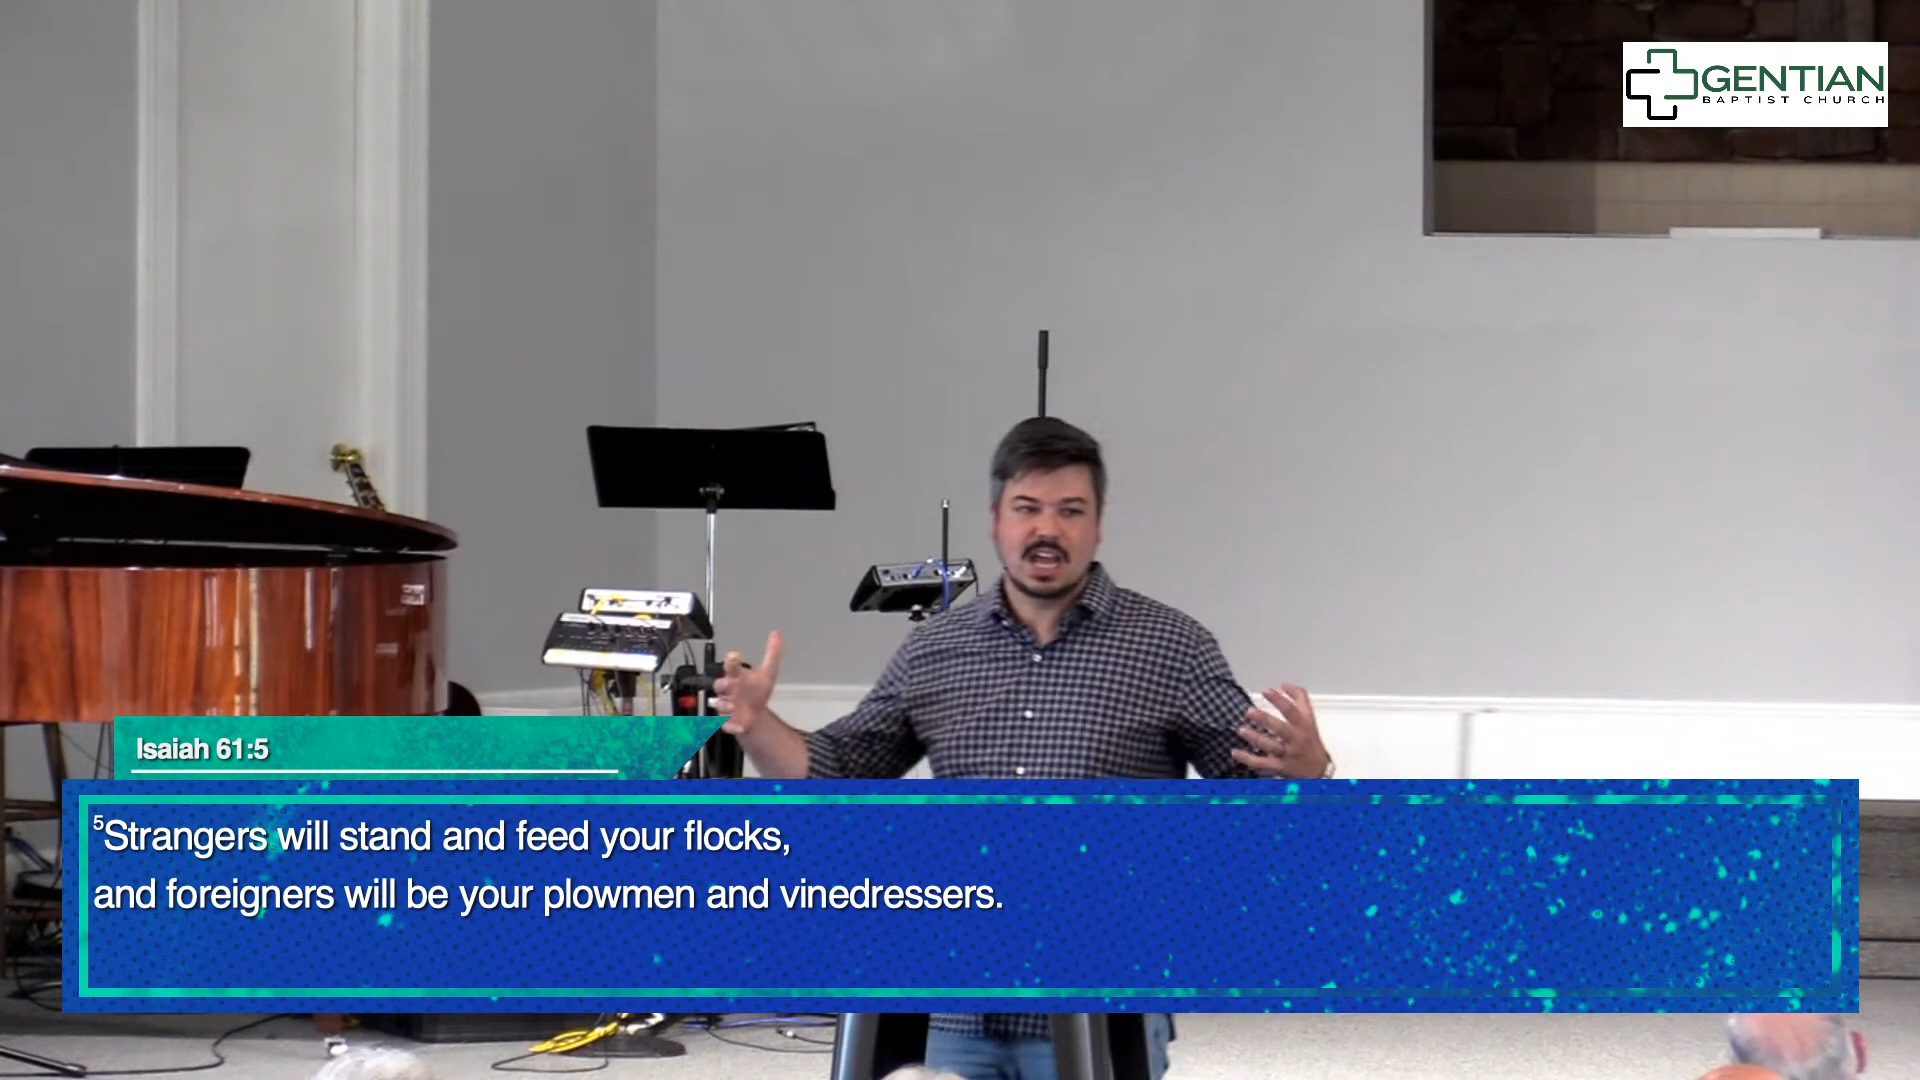 GENTIAN
BAPTIST CHURCH
Isaiah 61:5
5Strangers will stand and feed your flocks,
and foreigners will be your plowmen and vinedressers.